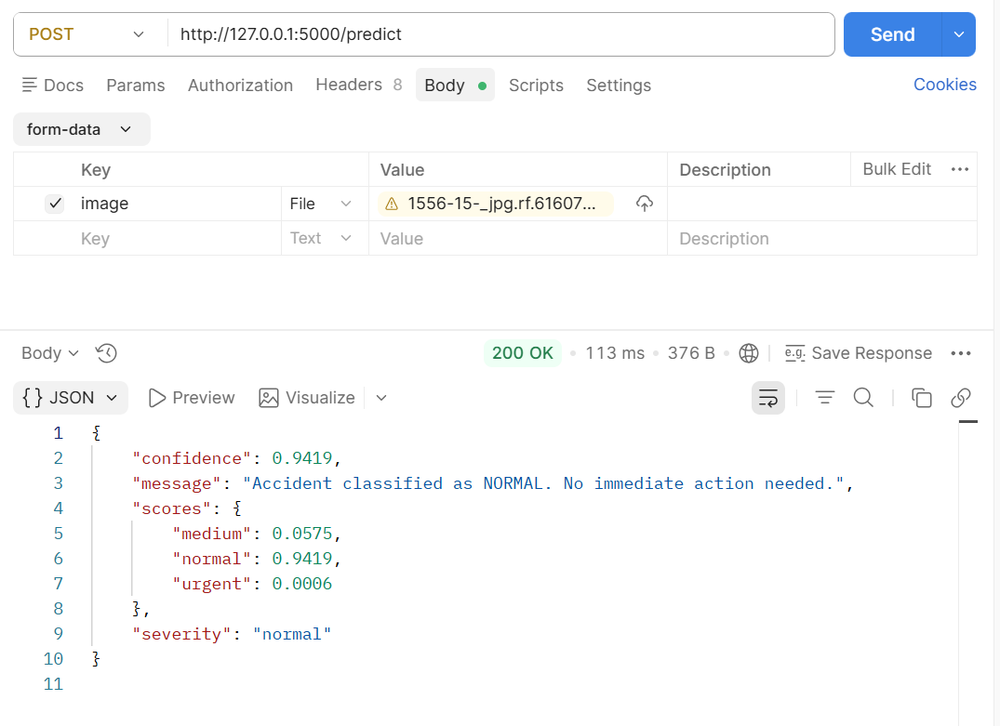 POST http://127.0.0.1:5000/predict Send
Docs Params Authorization Headers 8 Body Scripts Settings Cookies
form-data
Key Value Description Bulk Edit
image File 1556-15-_jpg.rf.61607...
Key Text Value Description
Body 200 OK 113 ms 376 B e.g. Save Response
{} JSON Preview Visualize
1 {
2 "confidence": 0.9419,
3 "message": "Accident classified as NORMAL. No immediate action needed.",
4 "scores": {
5 "medium": 0.0575,
6 "normal": 0.9419,
7 "urgent": 0.0006
8 },
9 "severity": "normal"
10 }
11